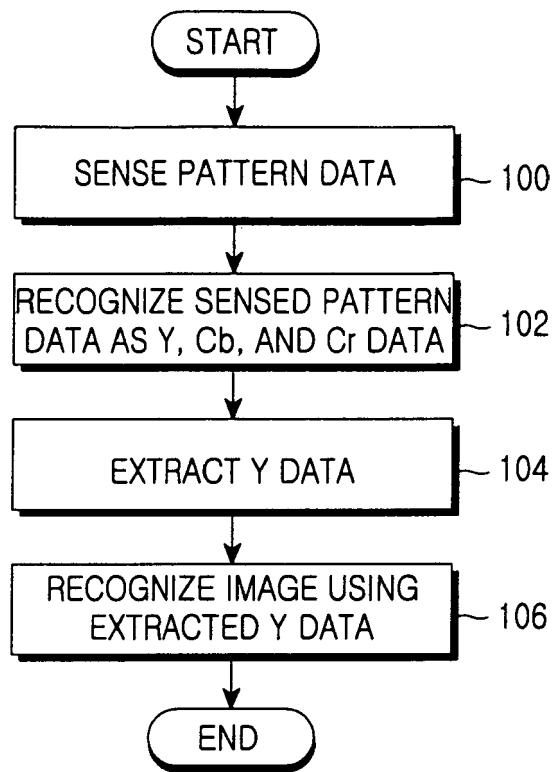 START
SENSE PATTERN DATA
100
RECOGNIZE SENSED PATTERN
DATA AS Y, Cb, AND Cr DATA
102
EXTRACT Y DATA
104
RECOGNIZE IMAGE USING
EXTRACTED Y DATA
106
END